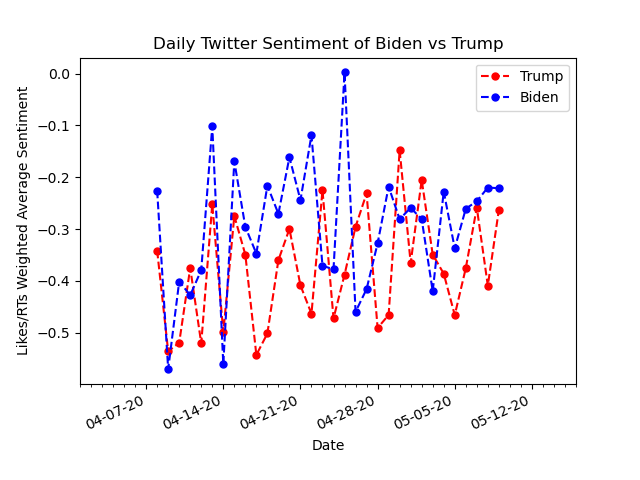 Daily Twitter Sentiment of Biden vs Trump
Trump
Biden
Likes/RTs Weighted Average Sentiment
0.0
−0.1
−0.2
−0.3
−0.4
−0.5
04-07-20
04-14-20
04-21-20
04-28-20
05-05-20
05-12-20
Date